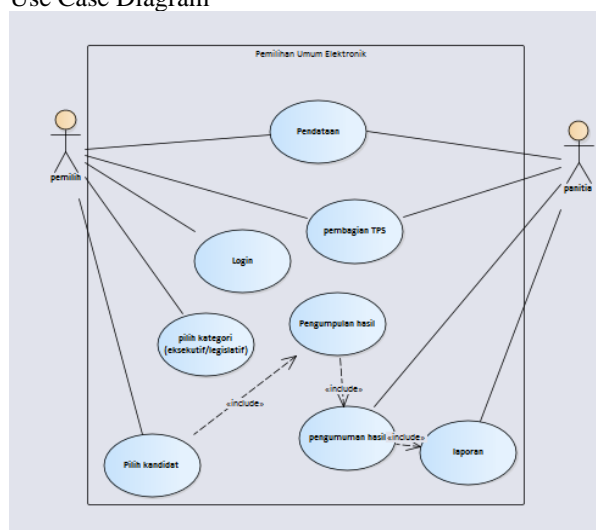 Use Case Diagram
Pemilihan Umum Elektronik
pemilih
panitia
Pendataan
pembagian TPS
Login
pilih kategori
(eksekutif/legislatif)
Pengumpulan hasil
«include»
«include»
pengumuman hasil
«include»
Pilih kandidat
laporan